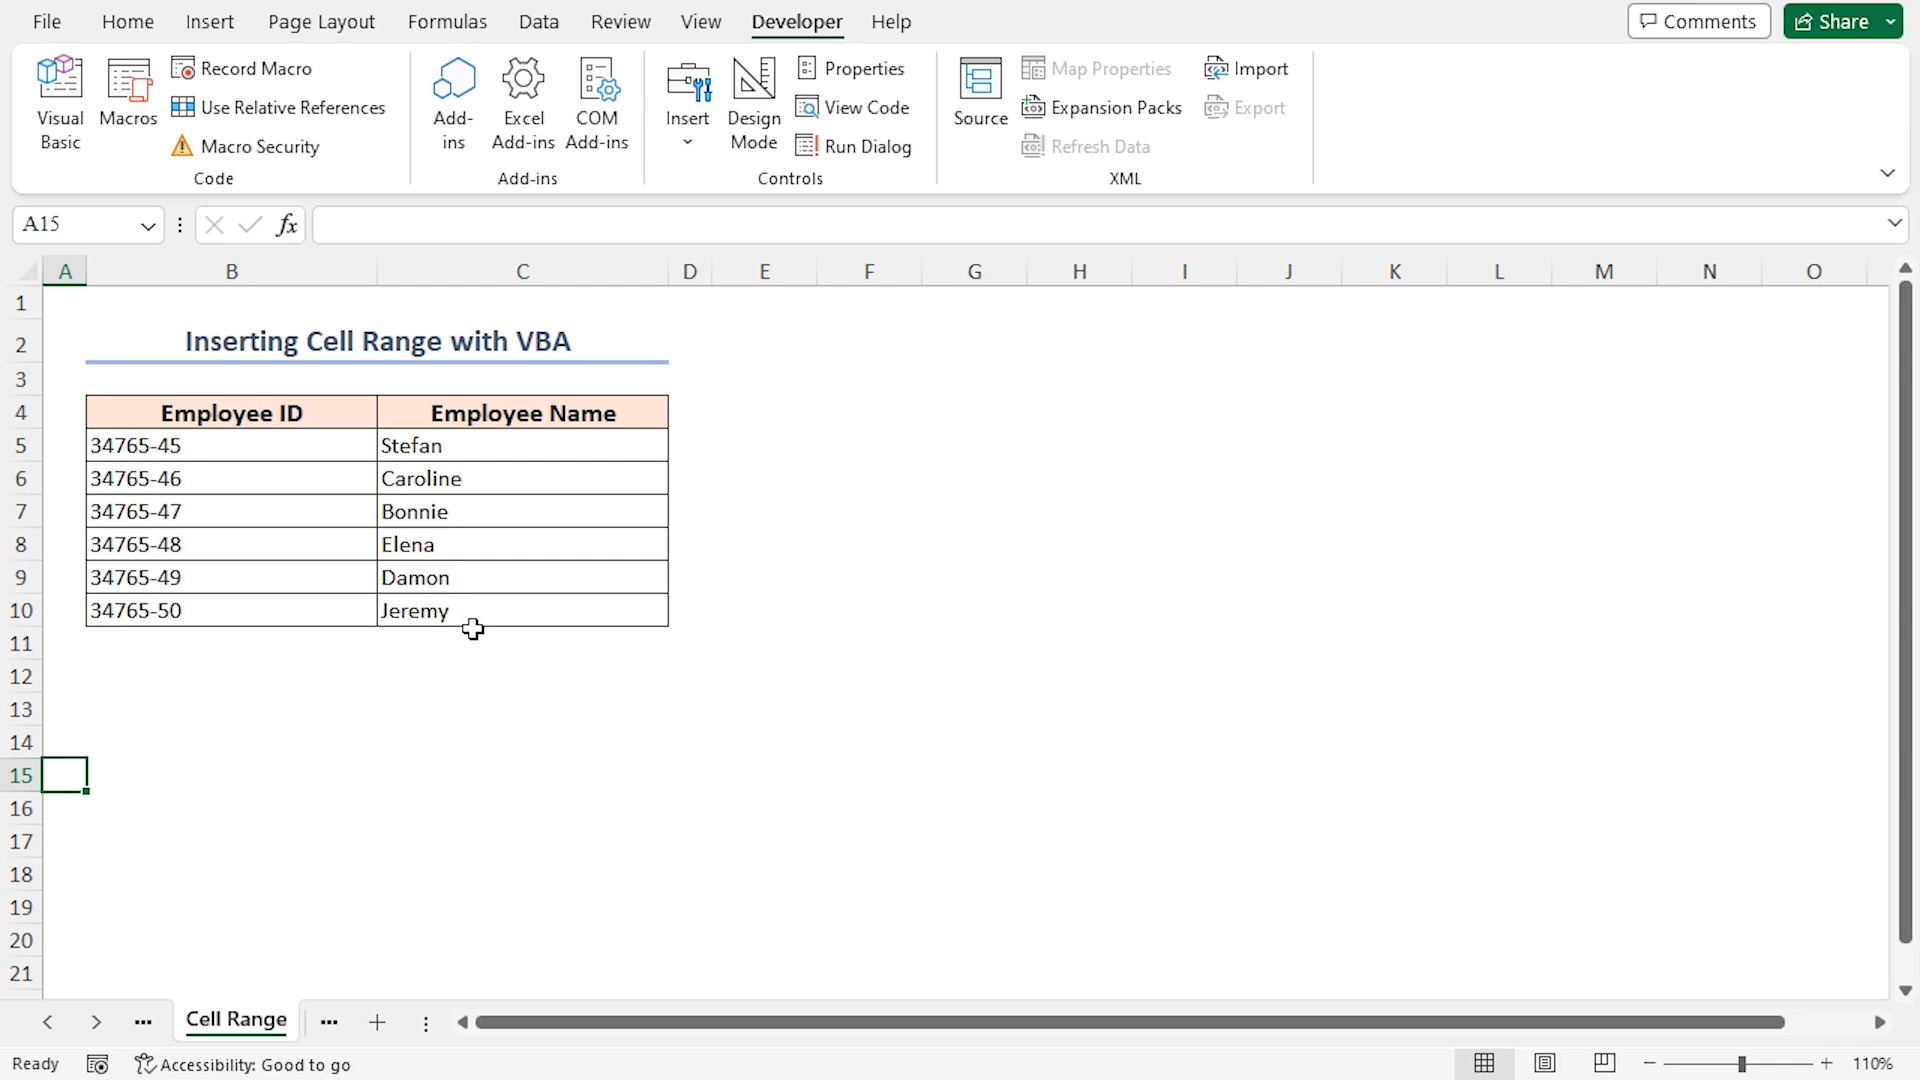 File Home Insert Page Layout Formulas Data Review View Developer Help Comments Share
Visual Basic
Macros
Record Macro
Use Relative References
Macro Security
Code
Add-ins
Excel Add-ins
COM Add-ins
Add-ins
Insert
Design Mode
Properties
View Code
Run Dialog
Controls
Source
Map Properties
Expansion Packs
Refresh Data
Import
Export
XML
A15 fx
A B C D E F G H I J K L M N O
1
2 Inserting Cell Range with VBA
3
4 Employee ID Employee Name
5 34765-45 Stefan
6 34765-46 Caroline
7 34765-47 Bonnie
8 34765-48 Elena
9 34765-49 Damon
10 34765-50 Jeremy
11
12
13
14
15
16
17
18
19
20
21
... Cell Range ...
Ready Accessibility: Good to go 110%